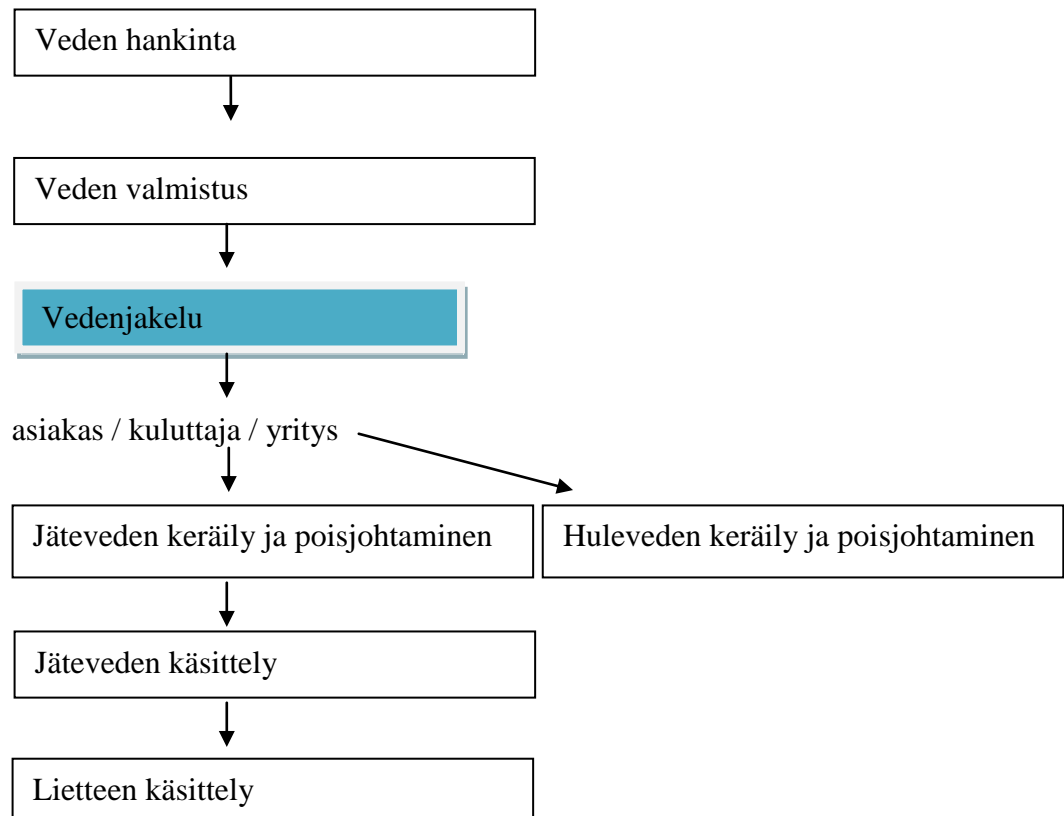 Veden hankinta
Veden valmistus
Vedenjakelu
asiakas / kuluttaja / yritys
Jäteveden keräily ja poisjohtaminen
Huleveden keräily ja poisjohtaminen
Jäteveden käsittely
Lietteen käsittely